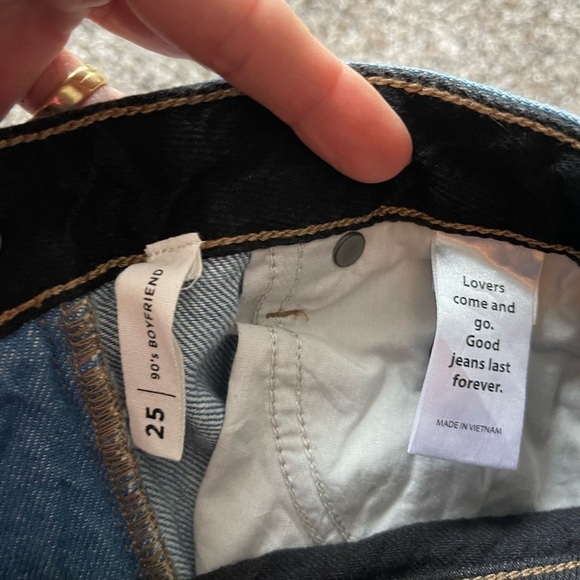 25 | 90's BOYFRIEND
Lovers
come and
go.
Good
jeans last
forever.
MADE IN VIETNAM